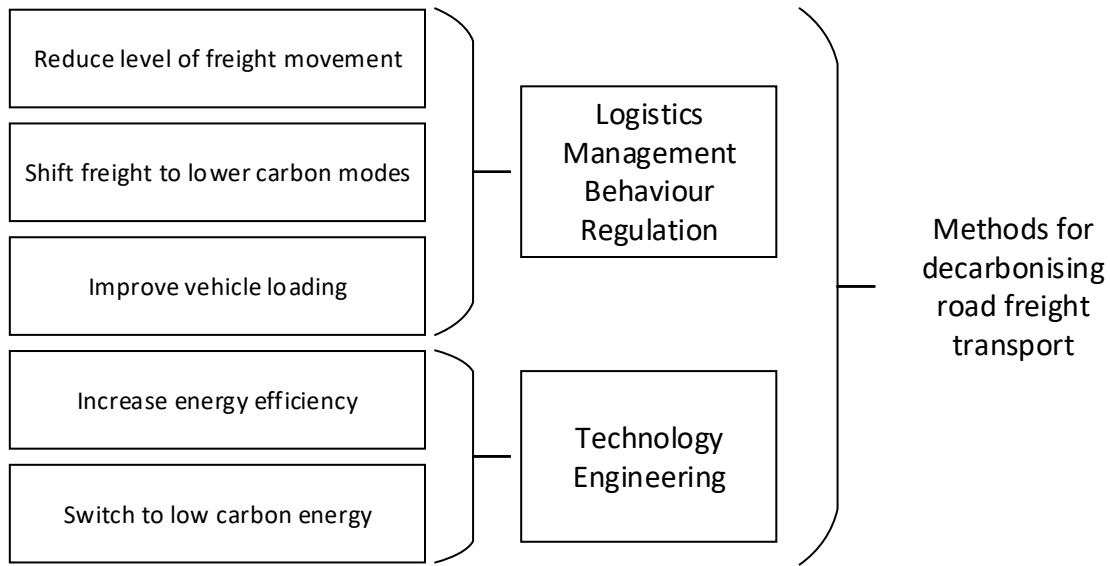 Reduce level of freight movement
Shift freight to lower carbon modes
Improve vehicle loading
Increase energy efficiency
Switch to low carbon energy
Logistics
Management
Behaviour
Regulation
Technology
Engineering
Methods for
decarbonising
road freight
transport